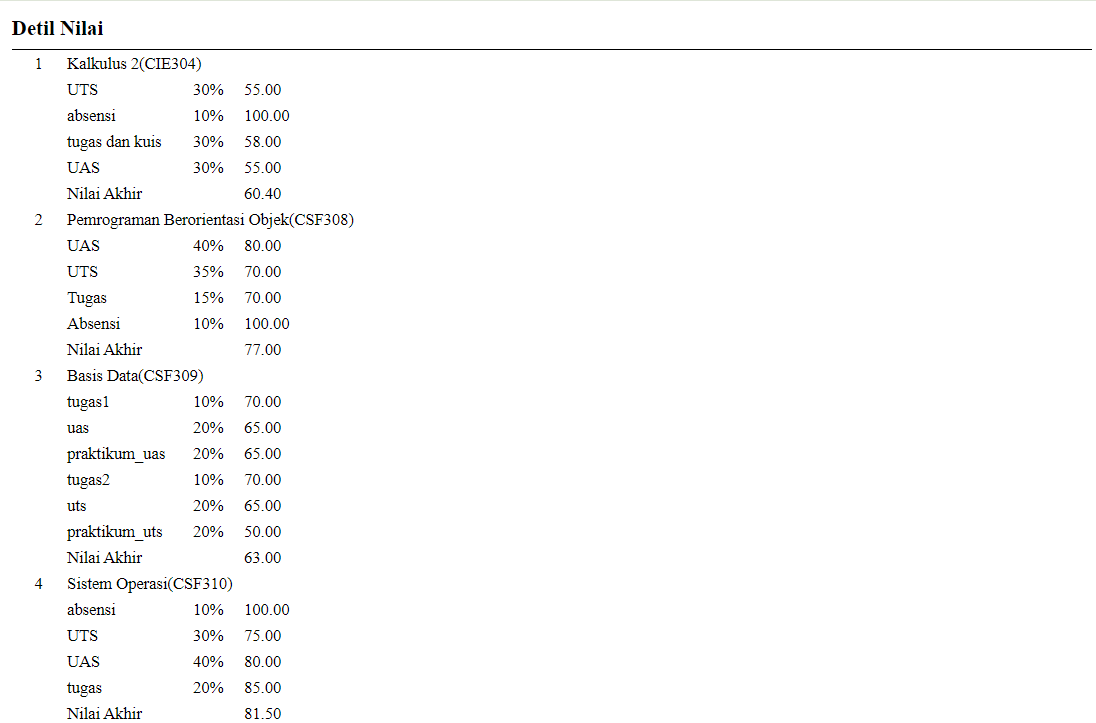 Detil Nilai
1 Kalkulus 2(CIE304)
UTS 30% 55.00
absensi 10% 100.00
tugas dan kuis 30% 58.00
UAS 30% 55.00
Nilai Akhir 60.40
2 Pemrograman Berorientasi Objek(CSF308)
UAS 40% 80.00
UTS 35% 70.00
Tugas 15% 70.00
Absensi 10% 100.00
Nilai Akhir 77.00
3 Basis Data(CSF309)
tugas1 10% 70.00
uas 20% 65.00
praktikum_uas 20% 65.00
tugas2 10% 70.00
uts 20% 65.00
praktikum_uts 20% 50.00
Nilai Akhir 63.00
4 Sistem Operasi(CSF310)
absensi 10% 100.00
UTS 30% 75.00
UAS 40% 80.00
tugas 20% 85.00
Nilai Akhir 81.50